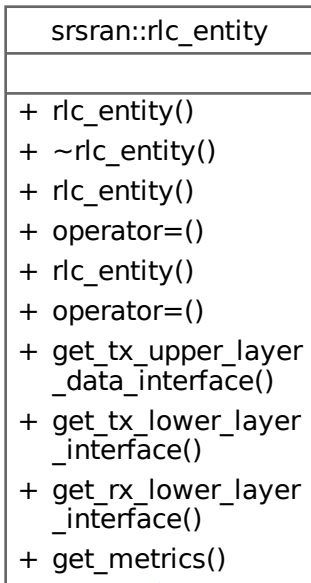 srsran::rlc_entity
+ rlc_entity()
+ ~rlc_entity()
+ rlc_entity()
+ operator=()
+ rlc_entity()
+ operator=()
+ get_tx_upper_layer
_data_interface()
+ get_tx_lower_layer
_interface()
+ get_rx_lower_layer
_interface()
+ get_metrics()